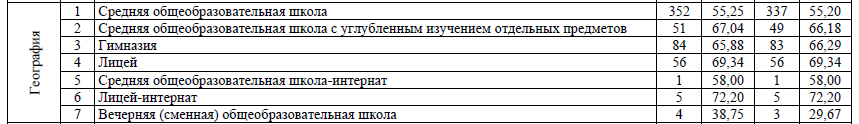 География
1 Средняя общеобразовательная школа 352 55,25 337 55,20
2 Средняя общеобразовательная школа с углубленным изучением отдельных предметов 51 67,04 49 66,18
3 Гимназия 84 65,88 83 66,29
4 Лицей 56 69,34 56 69,34
5 Средняя общеобразовательная школа-интернат 1 58,00 1 58,00
6 Лицей-интернат 5 72,20 5 72,20
7 Вечерняя (сменная) общеобразовательная школа 4 38,75 3 29,67